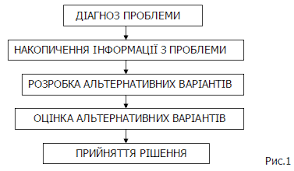 ДІАГНОЗ ПРОБЛЕМИ
НАКОПИЧЕННЯ ІНФОРМАЦІЇ З ПРОБЛЕМИ
РОЗРОБКА АЛЬТЕРНАТИВНИХ ВАРІАНТІВ
ОЦІНКА АЛЬТЕРНАТИВНИХ ВАРІАНТІВ
ПРИЙНЯТТЯ РІШЕННЯ
Рис.1